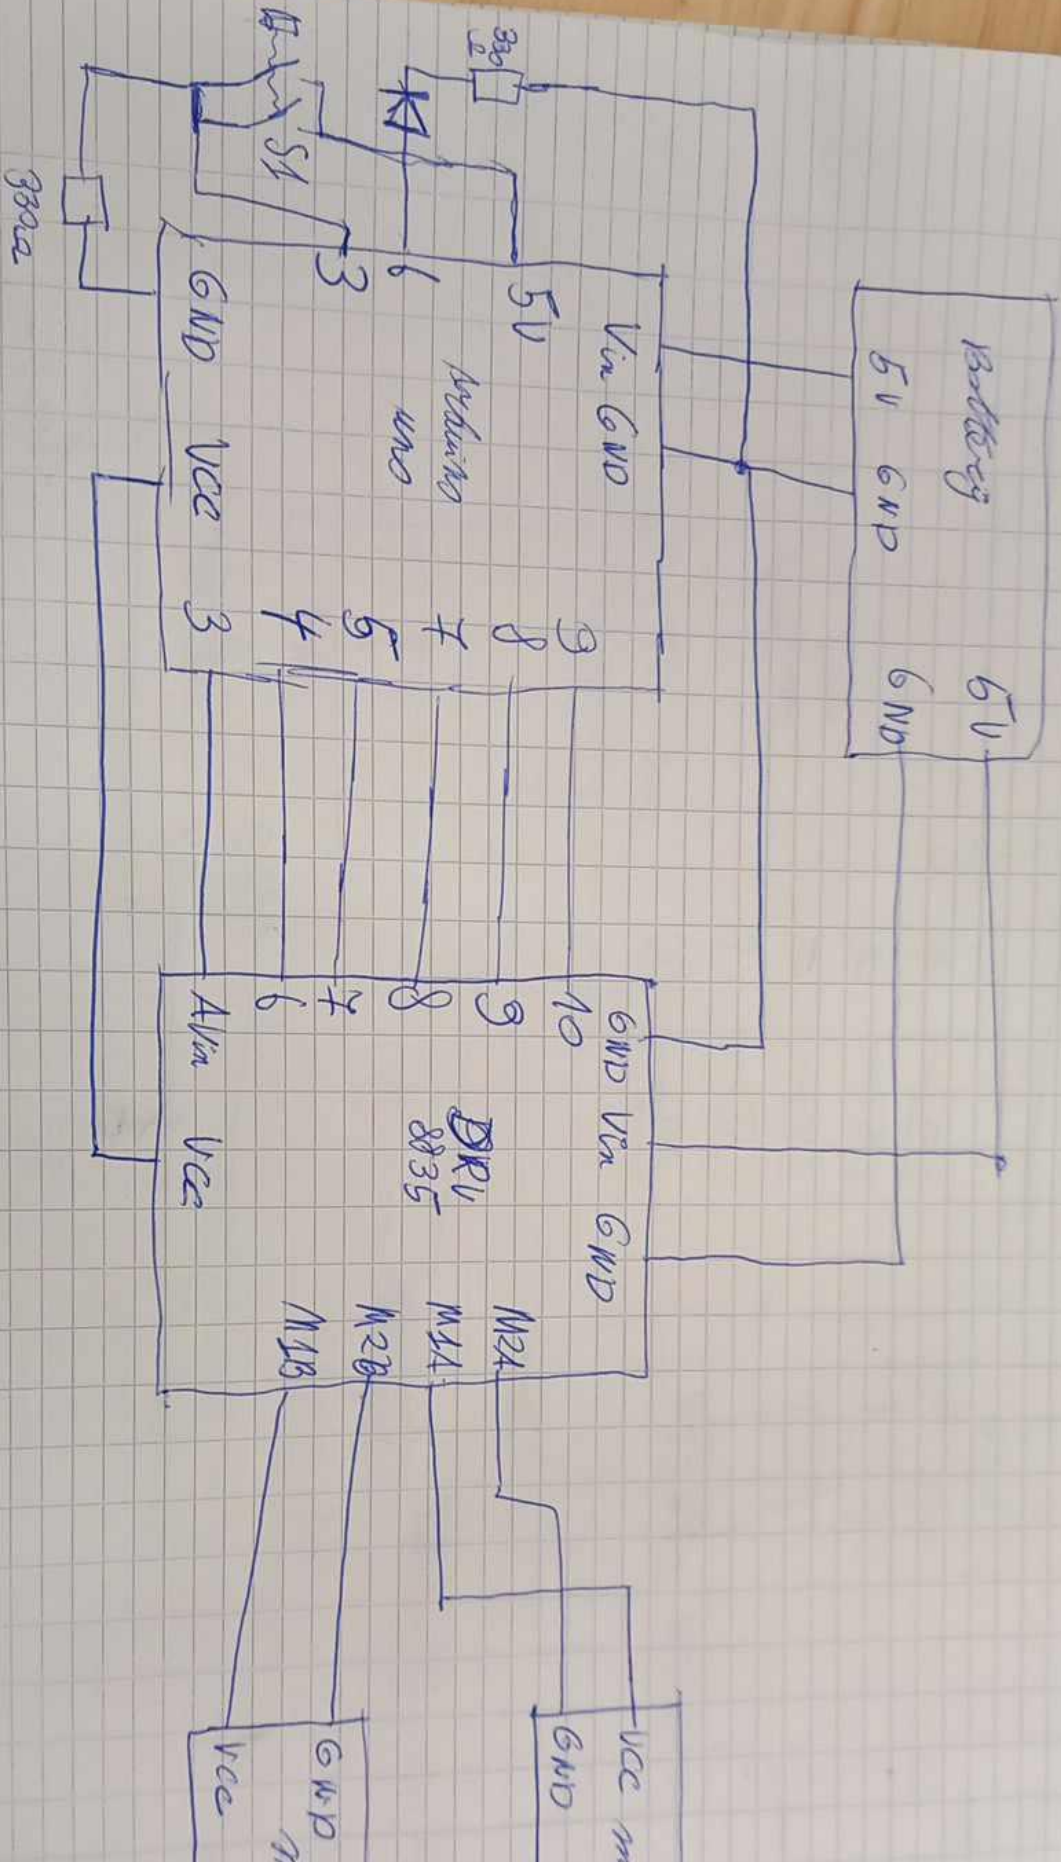 Battery
5V GND
GND
5V
330
Ω
S1
Vin GND
5V
6
3
GND VCC
Arduino
uno
9
8
7
5
4
3
330Ω
GND Vin GND
10
9
8
7
6
AVin VCC
DRV
8835
M2A
M1A
M2B
M1B
VCC m
GND
GND
VCC